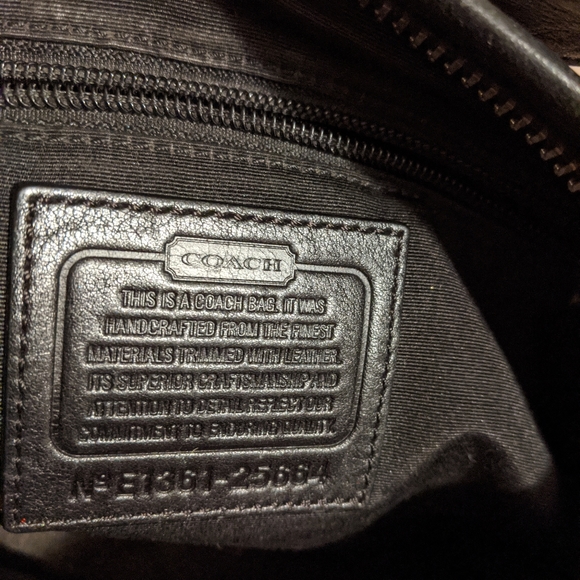 COACH
THIS IS A COACH BAG. IT WAS
HANDCRAFTED FROM THE FINEST
MATERIALS TRIMMED WITH LEATHER.
ITS SUPERIOR CRAFTSMANSHIP AND
ATTENTION TO DETAIL REFLECT OUR
COMMITMENT TO ENDURING QUALITY.
Nº E1361-25664